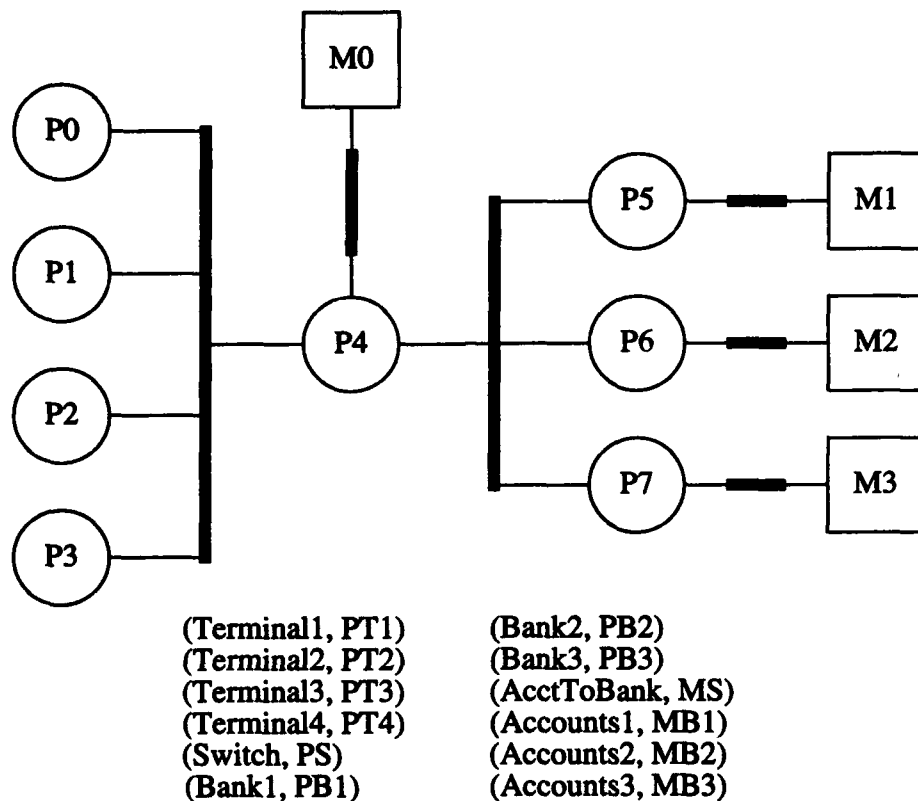 M0
P0
P5
M1
P1
P4
P6
M2
P2
P7
M3
P3
(Terminal1, PT1)
(Terminal2, PT2)
(Terminal3, PT3)
(Terminal4, PT4)
(Switch, PS)
(Bank1, PB1)
(Bank2, PB2)
(Bank3, PB3)
(AcctToBank, MS)
(Accounts1, MB1)
(Accounts2, MB2)
(Accounts3, MB3)